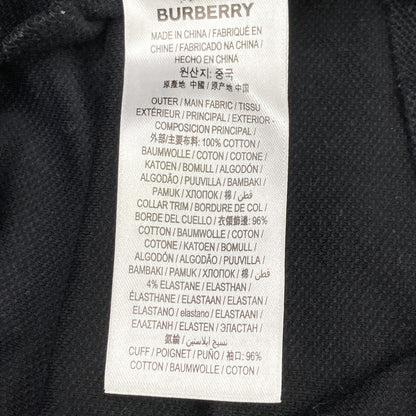 BURBERRY
MADE IN CHINA / FABRIQUÉ EN
CHINE / FABRICADO NA CHINA /
HECHO EN CHINA
원산지: 중국
原產地 中國 / 原产地 中国
OUTER / MAIN FABRIC / TISSU
EXTÉRIEUR / PRINCIPAL / EXTERIOR -
COMPOSICION PRINCIPAL /
外部/主要布料: 100% COTTON /
BAUMWOLLE / COTON / COTONE
/ KATOEN / BOMULL / ALGODÓN /
ALGODÃO / PUUVILLA / BAMBAKI /
PAMUK / ХЛОПОК / 棉 / قطن /
COLLAR TRIM / BORDURE DE COL /
BORDE DEL CUELLO / 衣領飾邊: 96%
COTTON / BAUMWOLLE / COTON /
COTONE / KATOEN / BOMULL /
ALGODÓN / ALGODÃO / PUUVILLA /
BAMBAKI / PAMUK / ХЛОПОК / 棉 / قطن
4% ELASTANE / ELASTHAN /
ÉLASTHANE / ELASTAAN / ELASTAN /
ELASTANO / elastano / ELASTAANI /
ΕΛΑΣΤΑΝΗ / ELASTEN / ЭЛАСТАН /
氨綸 / نسيج ايلاستين /
CUFF / POIGNET / PUÑO / 袖口: 96%
COTTON / BAUMWOLLE / COTON /